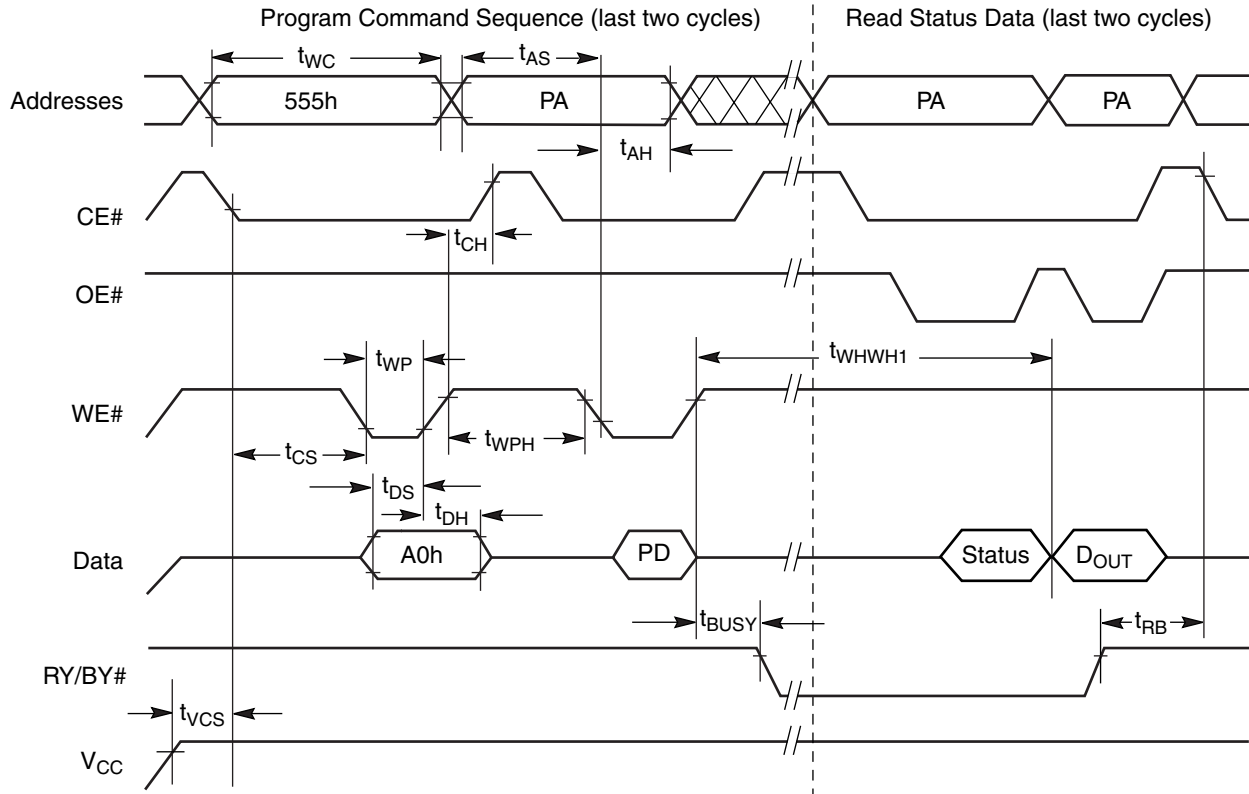 Program Command Sequence (last two cycles)
Read Status Data (last two cycles)
tWC
tAS
Addresses
555h
PA
PA
PA
tAH
CE#
tCH
OE#
tWP
tWHWH1
WE#
tCS
tWPH
tDS
tDH
Data
A0h
PD
Status
DOUT
tBUSY
tRB
RY/BY#
tVCS
VCC